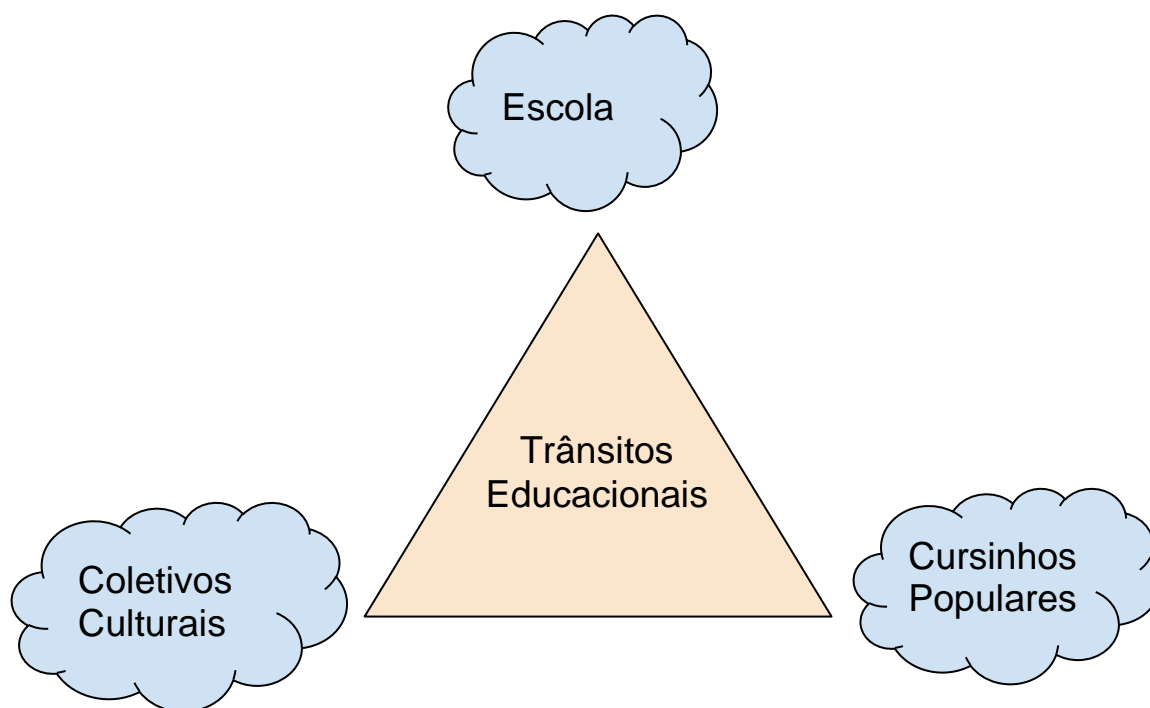 Escola
Trânsitos
Educacionais
Coletivos
Culturais
Cursinhos
Populares